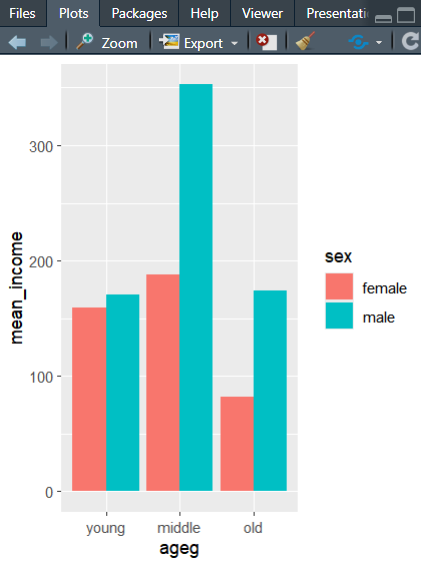 Files Plots Packages Help Viewer Presentati
Zoom Export
300
200
100
0
mean_income
young middle old
ageg
sex
female
male